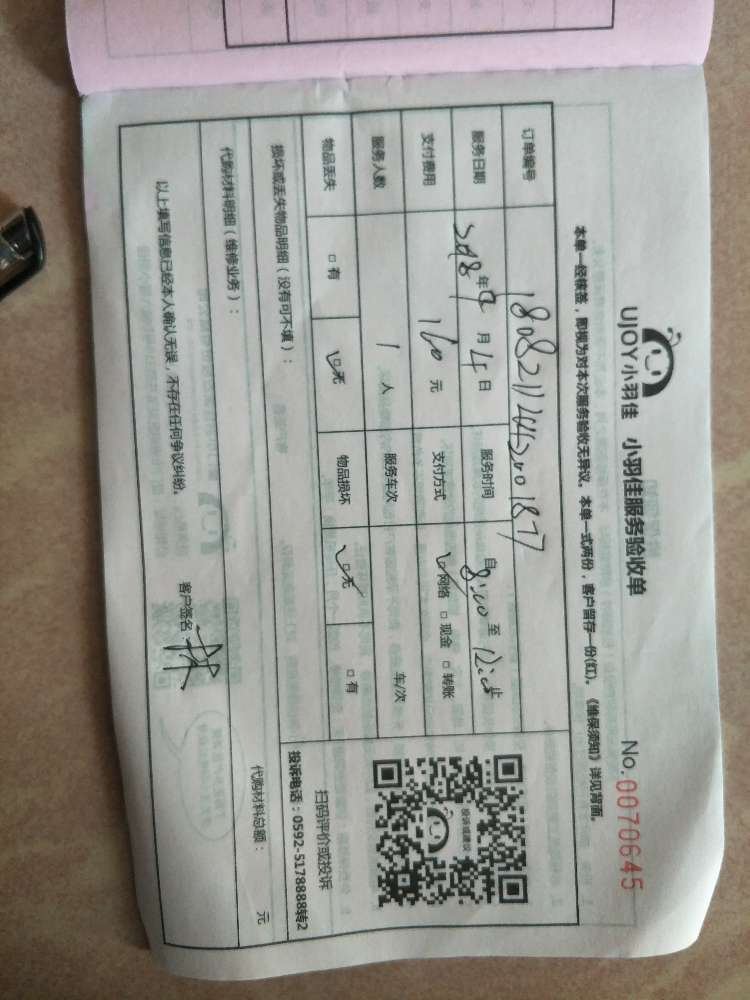 UJOY小羽佳 小羽佳服务验收单 No.0070645
本单一经核签，即视为对本次服务验收无异议。本单一式两份，客户留存一份(红)。《维保须知》详见背面。
订单编号
服务日期 2018年9月4日 服务时间 自8:00至12:00止
支付费用 160元 支付方式 网络 现金 转账
服务人数 1人 服务车次 车/次
物品丢失 有 无 物品损坏 无 有
损坏或丢失物品明细（没有可不填）：
投诉或建议
扫码评价或投诉
投诉电话：0592-5178888转2
代购材料明细（维修业务）： 代购材料总额： 元
以上填写信息已经本人确认无误，不存在任何争议纠纷。
客户签名：